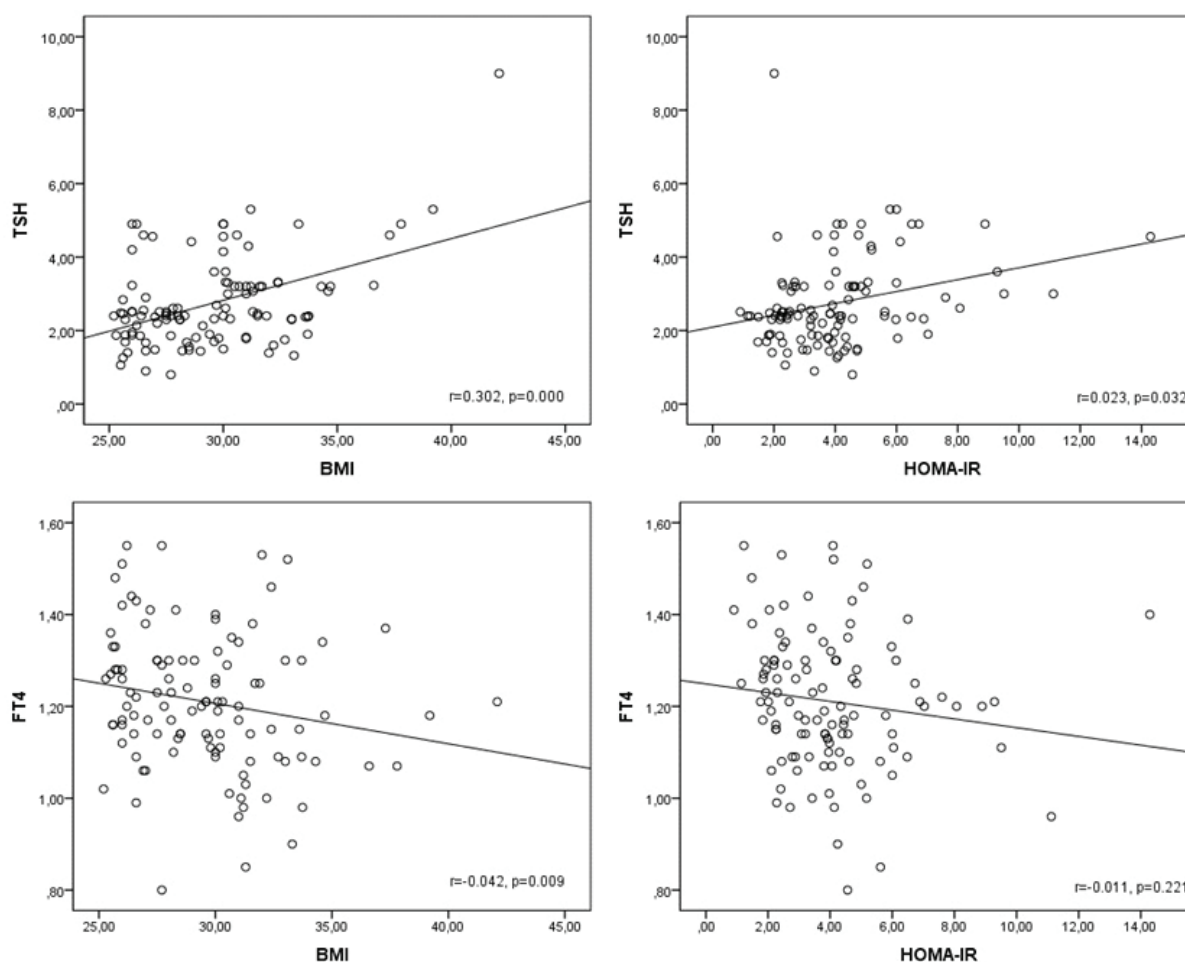 10,00
8,00
6,00
4,00
2,00
,00
TSH
r=0.302, p=0.000
25,00 30,00 35,00 40,00 45,00
BMI
10,00
8,00
6,00
4,00
2,00
,00
TSH
r=0.023, p=0.032
,00 2,00 4,00 6,00 8,00 10,00 12,00 14,00
HOMA-IR
1,60
1,40
1,20
1,00
,80
FT4
r=-0.042, p=0.009
25,00 30,00 35,00 40,00 45,00
BMI
1,60
1,40
1,20
1,00
,80
FT4
r=-0.011, p=0.221
,00 2,00 4,00 6,00 8,00 10,00 12,00 14,00
HOMA-IR